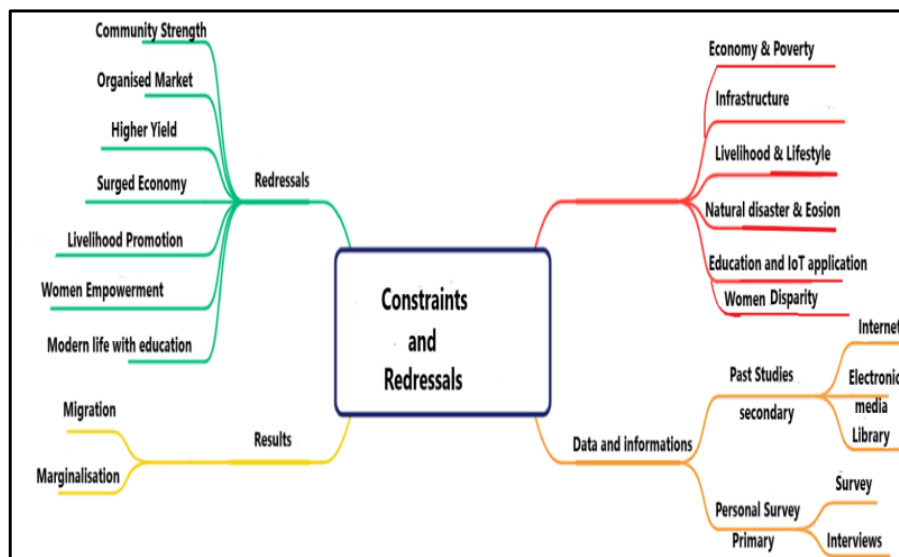 Community Strength
Organised Market
Higher Yield
Surged Economy
Livelihood Promotion
Women Empowerment
Modern life with education
Redressals
Migration
Marginalisation
Results
Constraints
and
Redressals
Economy & Poverty
Infrastructure
Livelihood & Lifestyle
Natural disaster & Eosion
Education and IoT application
Women Disparity
Data and informations
Past Studies
secondary
Internet
Electronic
media
Library
Personal Survey
Primary
Survey
Interviews